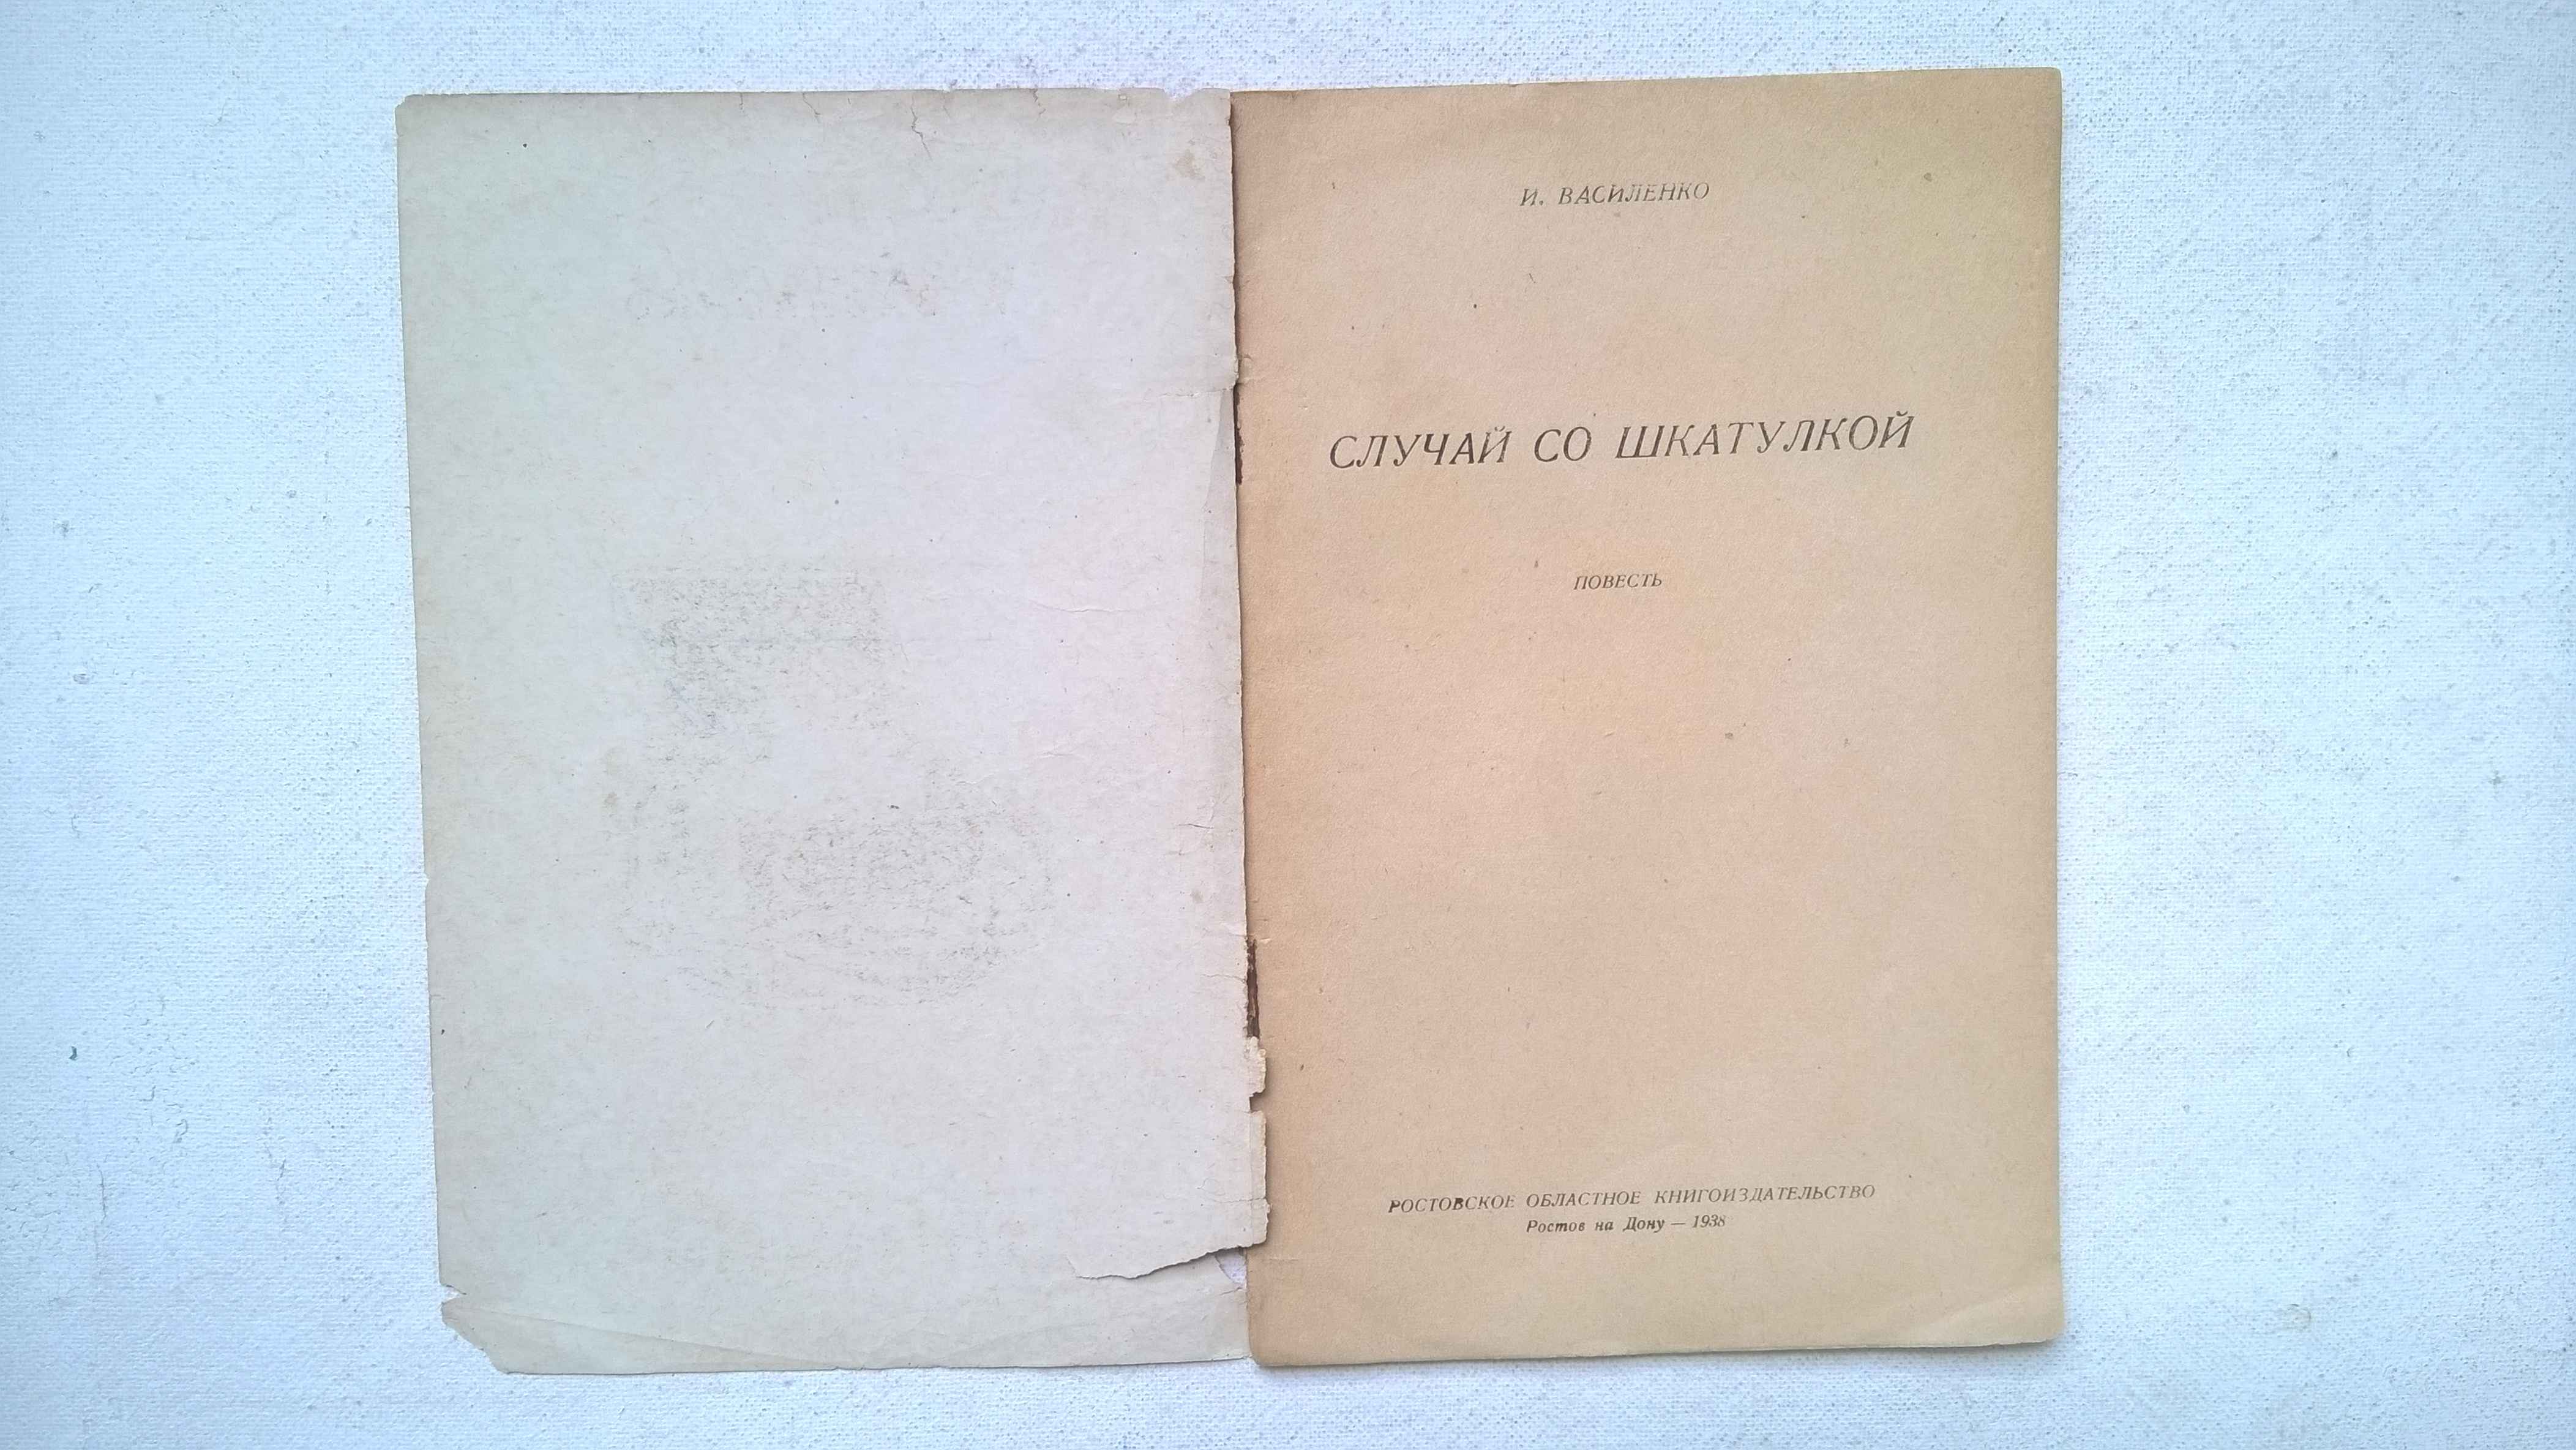 И. ВАСИЛЕНКО
СЛУЧАЙ СО ШКАТУЛКОЙ
ПОВЕСТЬ
РОСТОВСКОЕ ОБЛАСТНОЕ КНИГОИЗДАТЕЛЬСТВО
Ростов на Дону — 1938